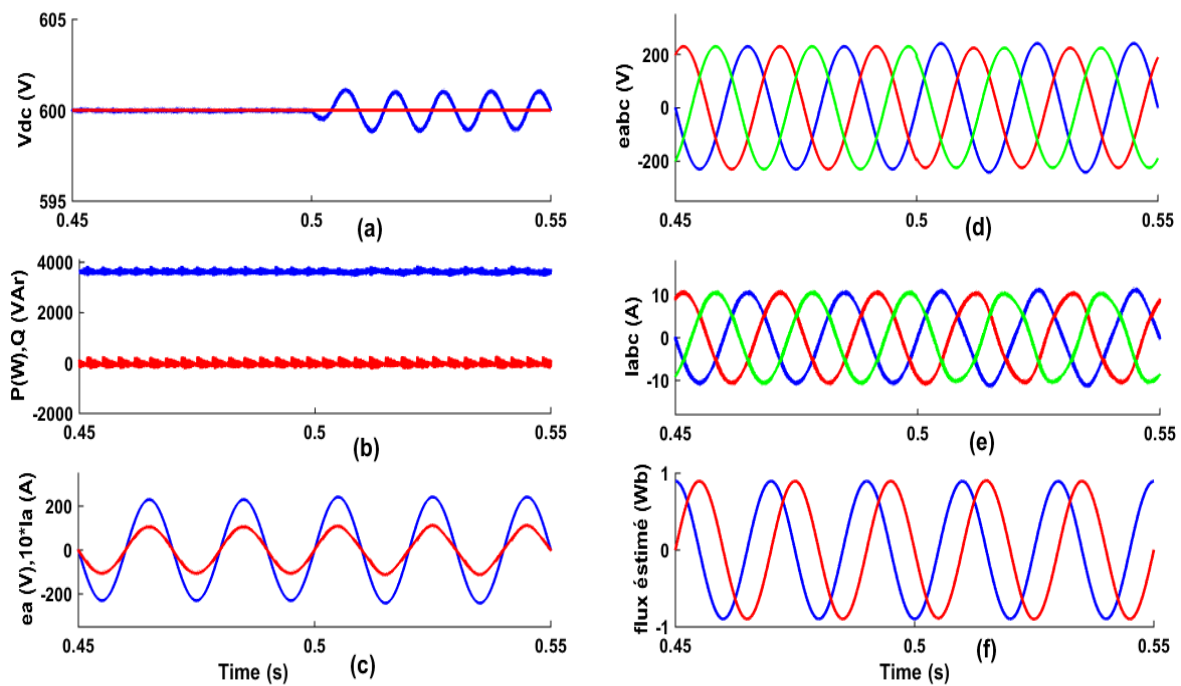 605
600
595
Vdc (V)
0.45
0.5
0.55
(a)
4000
2000
0
-2000
P(W),Q (VAr)
0.45
0.5
0.55
(b)
200
0
-200
ea (V),10*Ia (A)
0.45
0.5
0.55
Time (s)
(c)
200
0
-200
eabc (V)
0.45
0.5
0.55
(d)
10
0
-10
Iabc (A)
0.45
0.5
0.55
(e)
1
0
-1
flux éstimé (Wb)
0.45
0.5
0.55
Time (s)
(f)